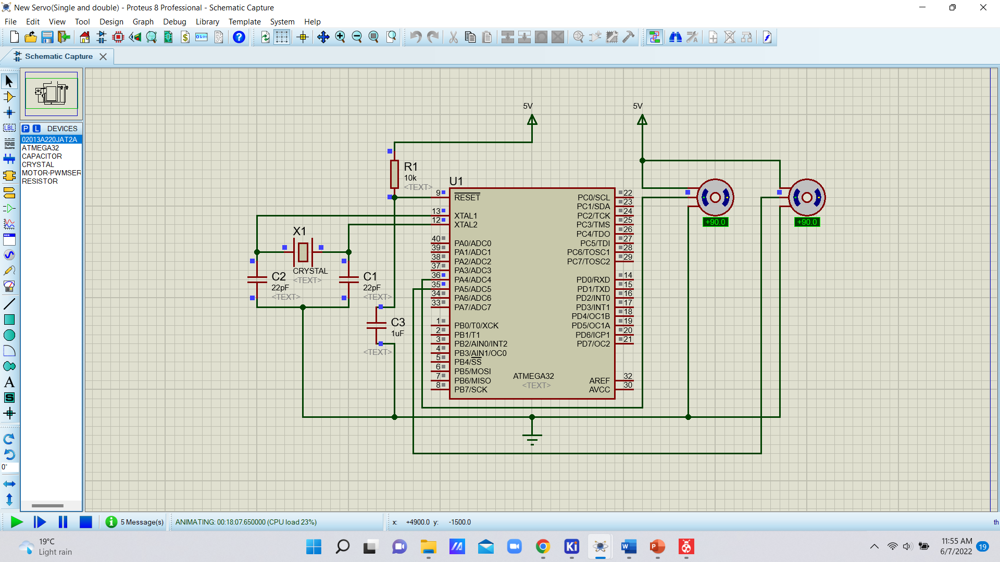 New Servo(Single and double) - Proteus 8 Professional - Schematic Capture
File Edit View Tool Design Graph Debug Library Template System Help
Schematic Capture
P L DEVICES
02013A220JAT2A
ATMEGA32
CAPACITOR
CRYSTAL
MOTOR-PWMSER
RESISTOR
LBL
A
S
0°
5V
5V
R1
10k
<TEXT>
U1
9 RESET
13 XTAL1
12 XTAL2
40 PA0/ADC0
39 PA1/ADC1
38 PA2/ADC2
37 PA3/ADC3
36 PA4/ADC4
35 PA5/ADC5
34 PA6/ADC6
33 PA7/ADC7
1 PB0/T0/XCK
2 PB1/T1
3 PB2/AIN0/INT2
4 PB3/AIN1/OC0
5 PB4/SS
6 PB5/MOSI
7 PB6/MISO
8 PB7/SCK
PC0/SCL 22
PC1/SDA 23
PC2/TCK 24
PC3/TMS 25
PC4/TDO 26
PC5/TDI 27
PC6/TOSC1 28
PC7/TOSC2 29
PD0/RXD 14
PD1/TXD 15
PD2/INT0 16
PD3/INT1 17
PD4/OC1B 18
PD5/OC1A 19
PD6/ICP1 20
PD7/OC2 21
AREF 32
AVCC 30
ATMEGA32
<TEXT>
X1
CRYSTAL
<TEXT>
C2
22pF
<TEXT>
C1
22pF
<TEXT>
C3
1uF
<TEXT>
+90.0
+90.0
5 Message(s)
ANIMATING: 00:18:07.650000 (CPU load 23%)
x: +4900.0 y: -1500.0
th
19°C
Light rain
11:55 AM
6/7/2022
19